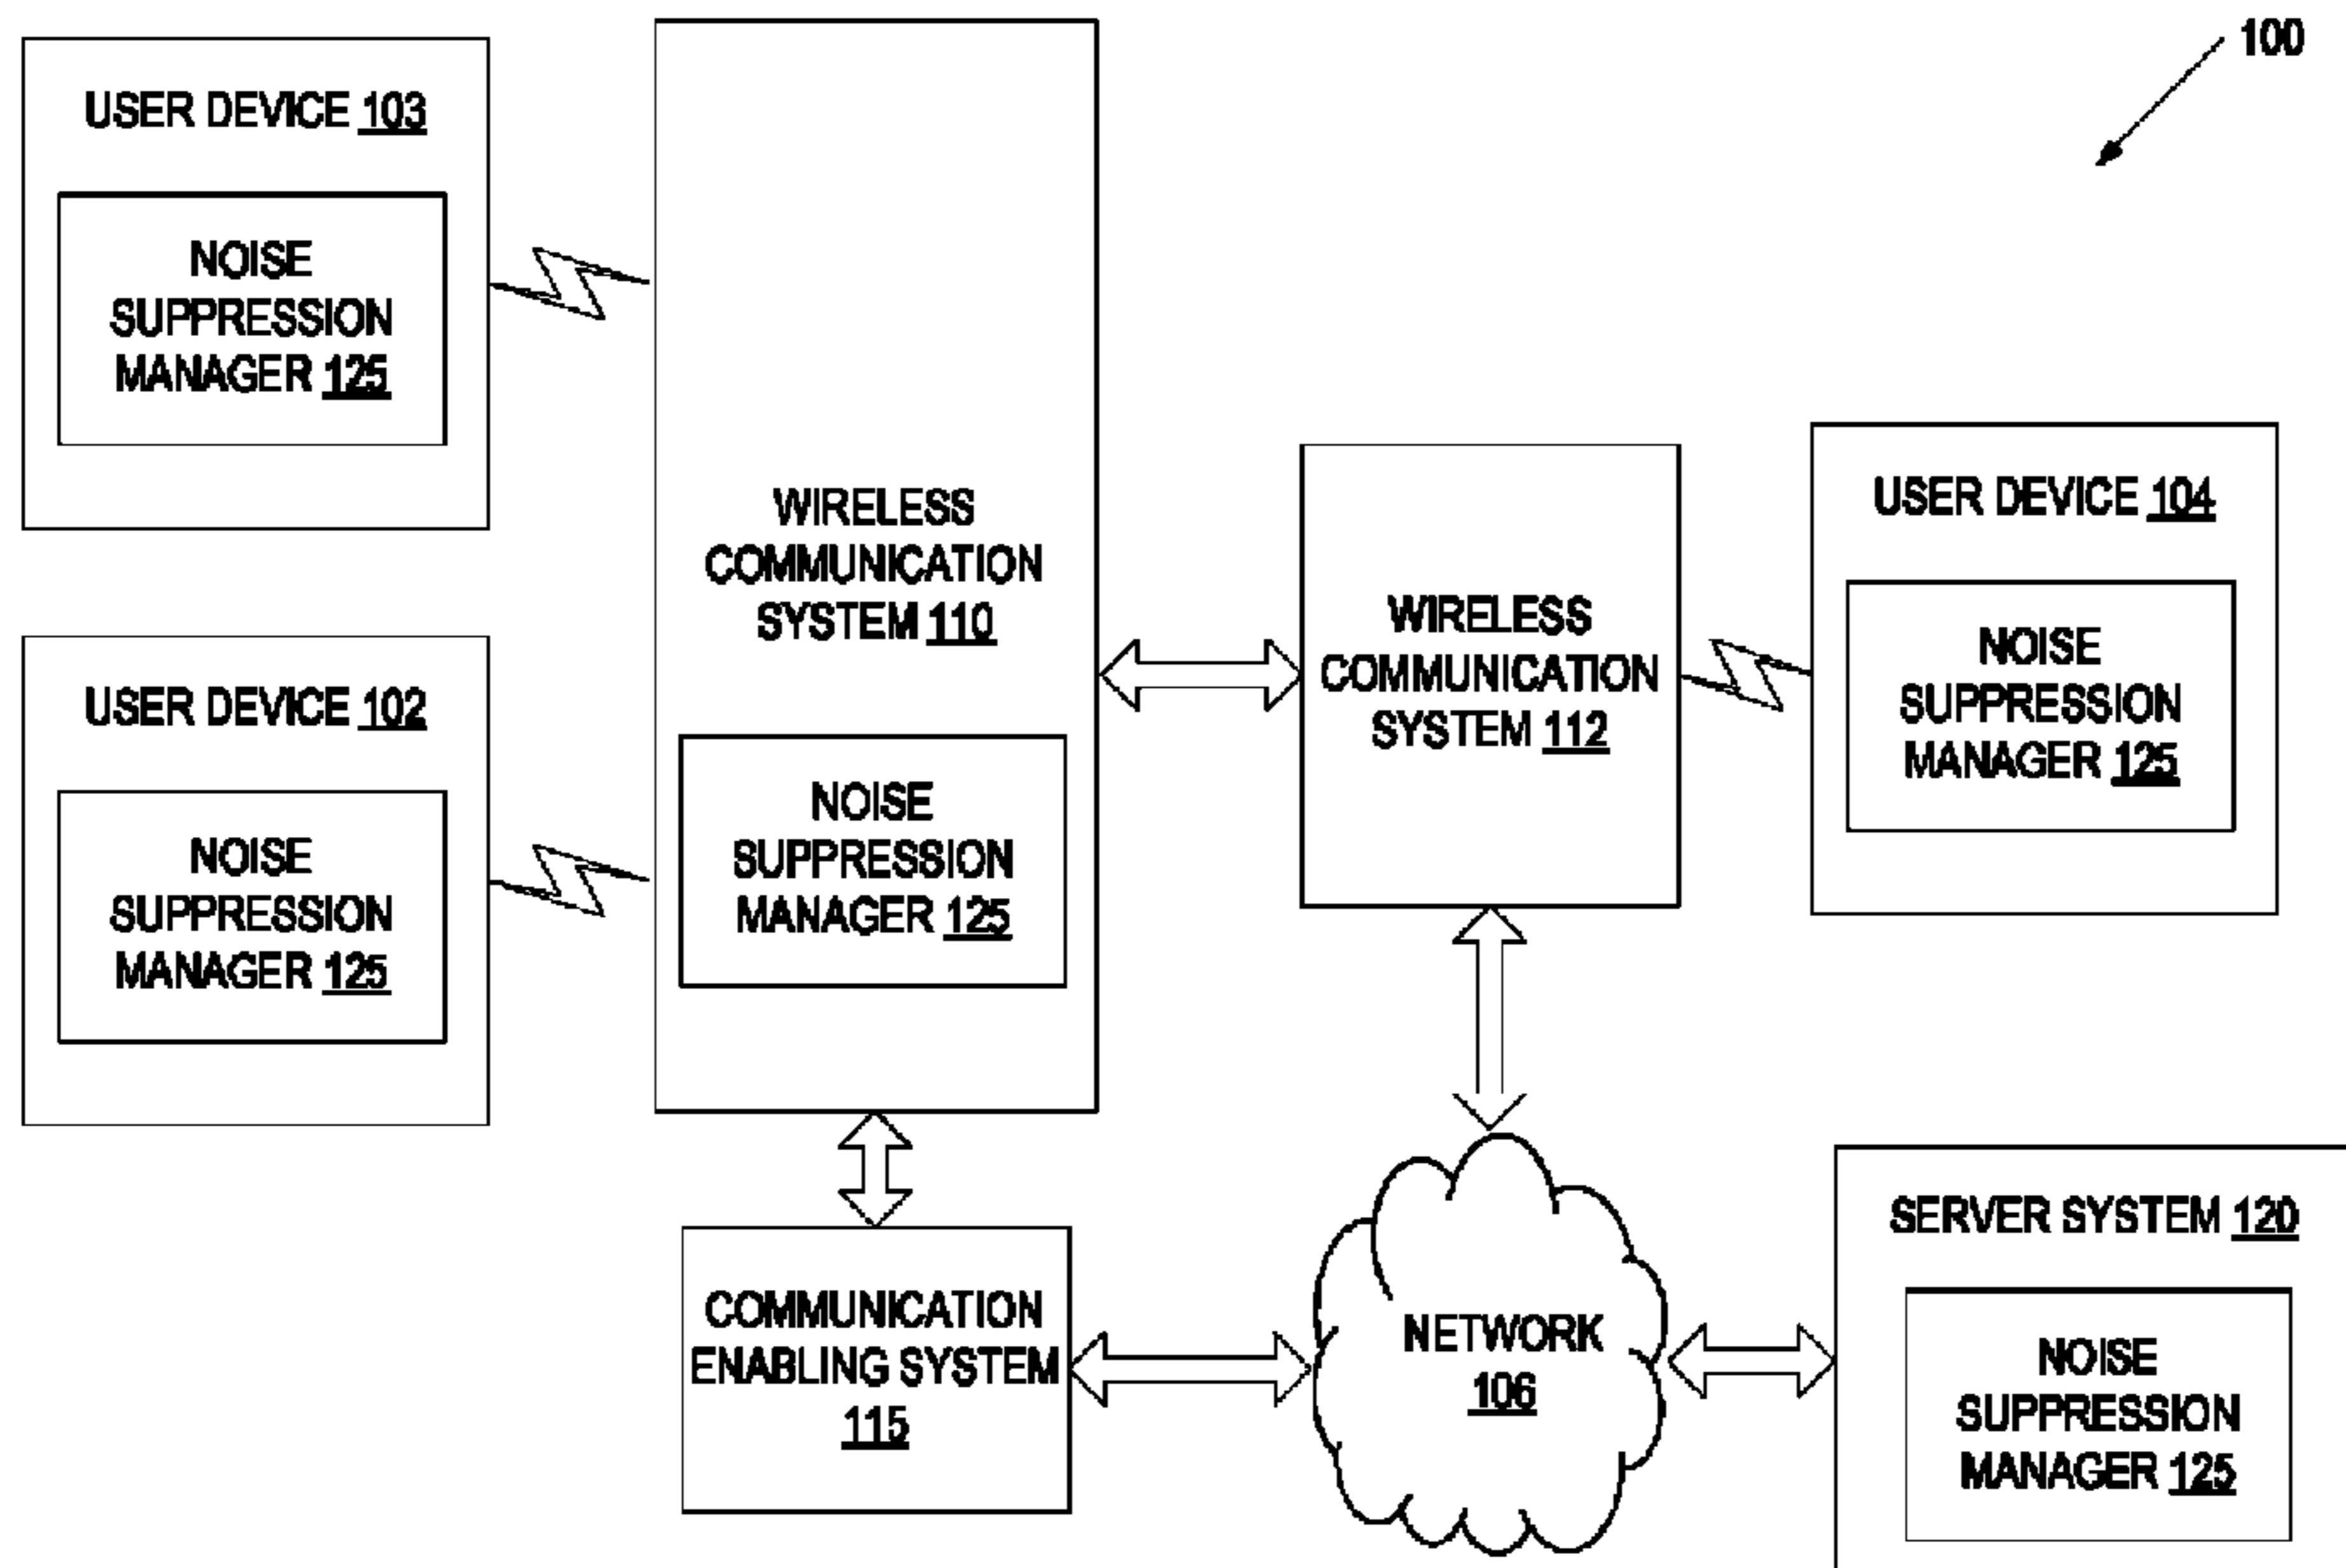 100
USER DEVICE 103
NOISE
SUPPRESSION
MANAGER 125
WIRELESS
COMMUNICATION
SYSTEM 110
NOISE
SUPPRESSION
MANAGER 125
USER DEVICE 102
NOISE
SUPPRESSION
MANAGER 125
WIRELESS
COMMUNICATION
SYSTEM 112
USER DEVICE 104
NOISE
SUPPRESSION
MANAGER 125
COMMUNICATION
ENABLING SYSTEM
115
NETWORK
106
SERVER SYSTEM 120
NOISE
SUPPRESSION
MANAGER 125